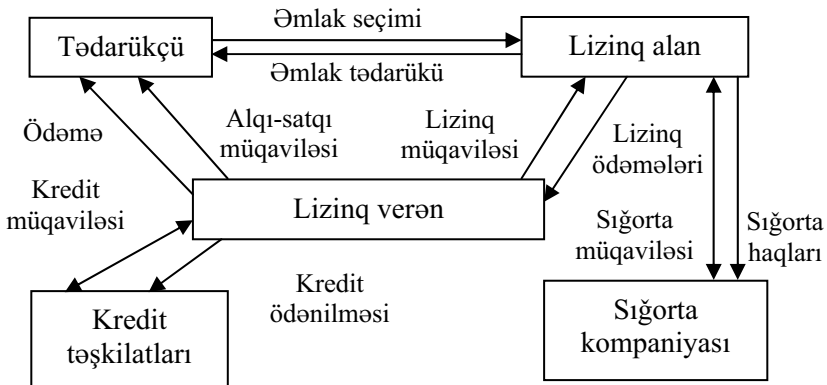 Əmlak seçimi
Tədarükçü
Lizinq alan
Əmlak tədarükü
Ödəmə
Alqı-satqı
müqaviləsi
Lizinq
müqaviləsi
Lizinq
ödəmələri
Kredit
müqaviləsi
Lizinq verən
Sığorta
müqaviləsi
Sığorta
haqları
Kredit
ödənilməsi
Kredit
təşkilatları
Sığorta
kompaniyası